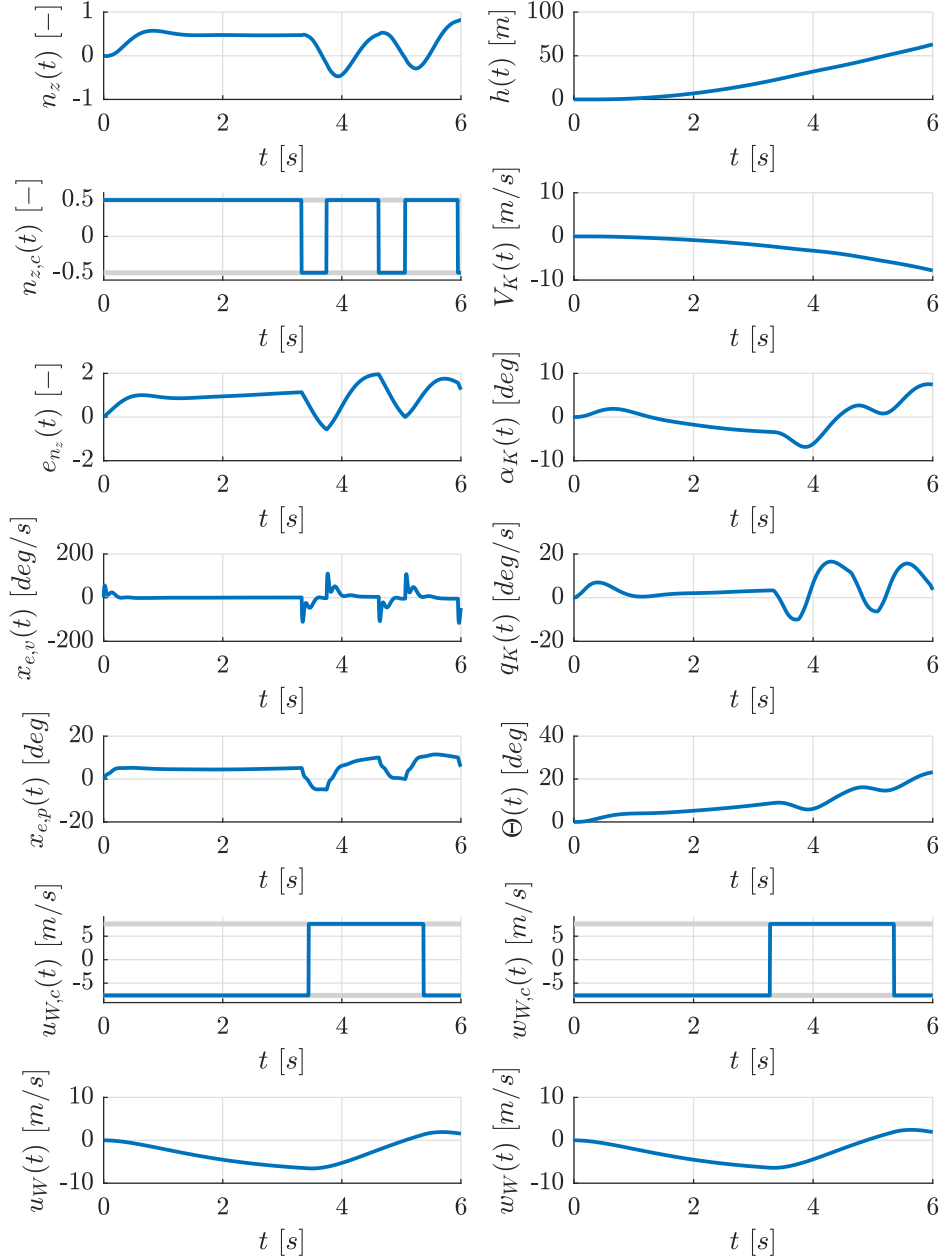 n_z(t) [−]
1
0
-1
0 2 4 6
t [s]
h(t) [m]
100
50
0
0 2 4 6
t [s]
n_{z,c}(t) [−]
0.5
0
-0.5
0 2 4 6
t [s]
V_K(t) [m/s]
10
0
-10
0 2 4 6
t [s]
e_{n_z}(t) [−]
2
0
-2
0 2 4 6
t [s]
α_K(t) [deg]
10
0
-10
0 2 4 6
t [s]
x_{e,v}(t) [deg/s]
200
0
-200
0 2 4 6
t [s]
q_K(t) [deg/s]
20
0
-20
0 2 4 6
t [s]
x_{e,p}(t) [deg]
20
0
-20
0 2 4 6
t [s]
Θ(t) [deg]
40
20
0
0 2 4 6
t [s]
u_{W,c}(t) [m/s]
5
0
-5
0 2 4 6
t [s]
w_{W,c}(t) [m/s]
5
0
-5
0 2 4 6
t [s]
u_W(t) [m/s]
10
0
-10
0 2 4 6
t [s]
w_W(t) [m/s]
10
0
-10
0 2 4 6
t [s]